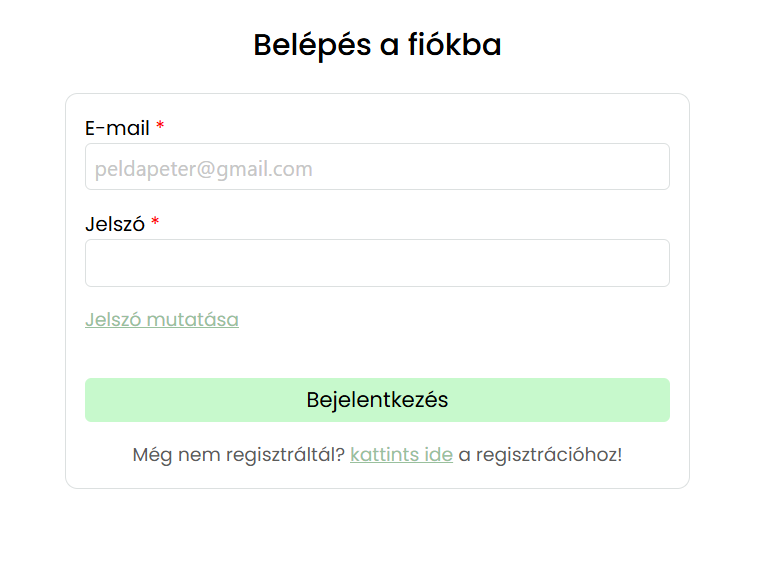 Belépés a fiókba
E-mail *
peldapeter@gmail.com
Jelszó *
Jelszó mutatása
Bejelentkezés
Még nem regisztráltál? kattints ide a regisztrációhoz!